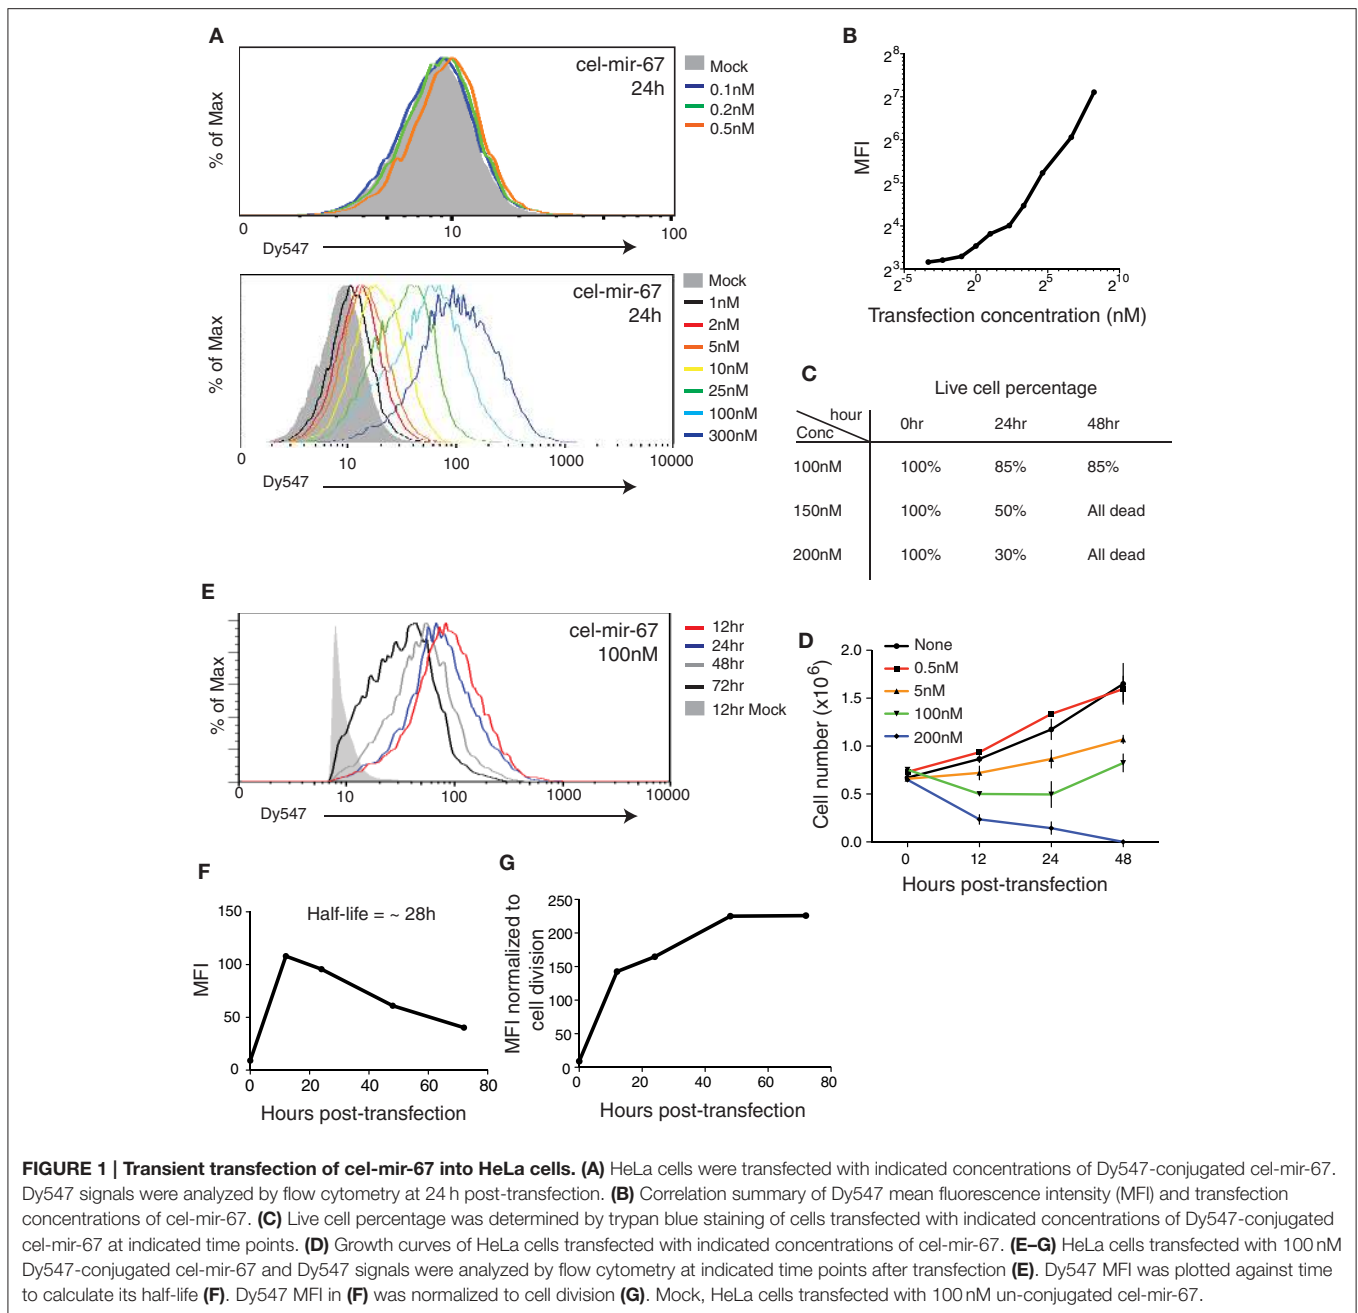 A
cel-mir-67
24h
Mock
0.1nM
0.2nM
0.5nM
% of Max
0
10
100
Dy547
cel-mir-67
24h
Mock
1nM
2nM
5nM
10nM
25nM
100nM
300nM
% of Max
0
10
100
1000
10000
Dy547
B
2^8
2^7
2^6
2^5
2^4
2^3
MFI
2^-5
2^0
2^5
2^10
Transfection concentration (nM)
C
Live cell percentage
hour
Conc
0hr 24hr 48hr
100nM 100% 85% 85%
150nM 100% 50% All dead
200nM 100% 30% All dead
E
cel-mir-67
100nM
12hr
24hr
48hr
72hr
12hr Mock
% of Max
0
10
100
1000
10000
Dy547
D
None
0.5nM
5nM
100nM
200nM
2.0
1.5
1.0
0.5
0.0
Cell number (x10^6)
0
12
24
48
Hours post-transfection
F
Half-life = ~ 28h
150
100
50
0
MFI
0
20
40
60
80
Hours post-transfection
G
250
200
150
100
50
0
MFI normalized to
cell division
0
20
40
60
80
Hours post-transfection
FIGURE 1 | Transient transfection of cel-mir-67 into HeLa cells. (A) HeLa cells were transfected with indicated concentrations of Dy547-conjugated cel-mir-67.
Dy547 signals were analyzed by flow cytometry at 24 h post-transfection. (B) Correlation summary of Dy547 mean fluorescence intensity (MFI) and transfection
concentrations of cel-mir-67. (C) Live cell percentage was determined by trypan blue staining of cells transfected with indicated concentrations of Dy547-conjugated
cel-mir-67 at indicated time points. (D) Growth curves of HeLa cells transfected with indicated concentrations of cel-mir-67. (E–G) HeLa cells transfected with 100 nM
Dy547-conjugated cel-mir-67 and Dy547 signals were analyzed by flow cytometry at indicated time points after transfection (E). Dy547 MFI was plotted against time
to calculate its half-life (F). Dy547 MFI in (F) was normalized to cell division (G). Mock, HeLa cells transfected with 100 nM un-conjugated cel-mir-67.